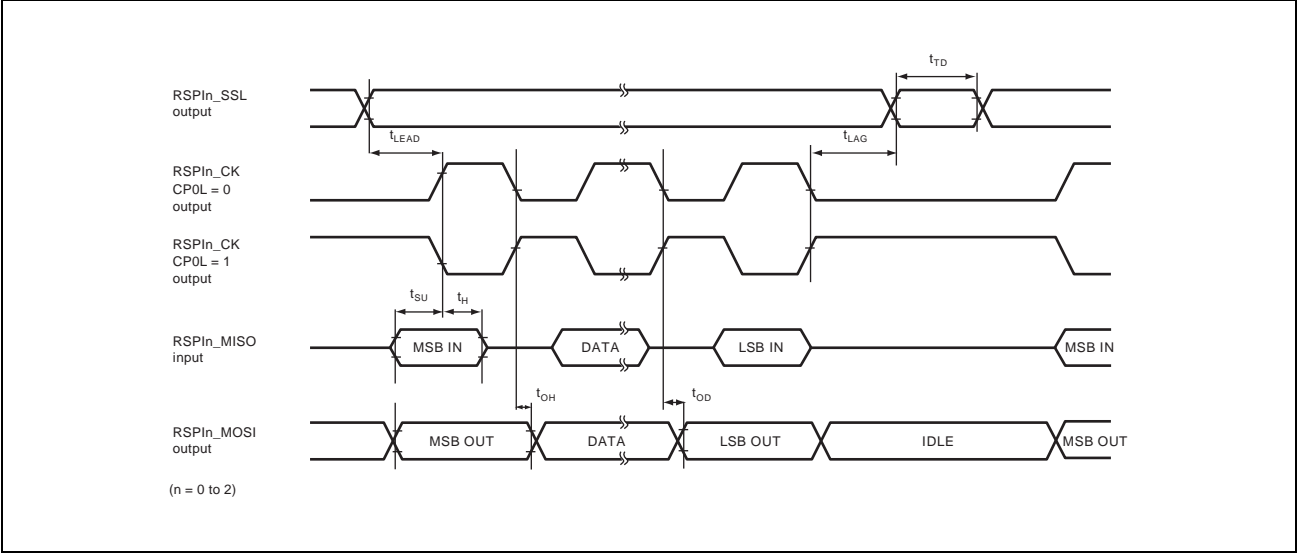 tTD
RSPIn_SSL
output
tLEAD
tLAG
RSPIn_CK
CP0L = 0
output
RSPIn_CK
CP0L = 1
output
tSU
tH
RSPIn_MISO
input
MSB IN
DATA
LSB IN
MSB IN
tOH
tOD
RSPIn_MOSI
output
MSB OUT
DATA
LSB OUT
IDLE
MSB OUT
(n = 0 to 2)